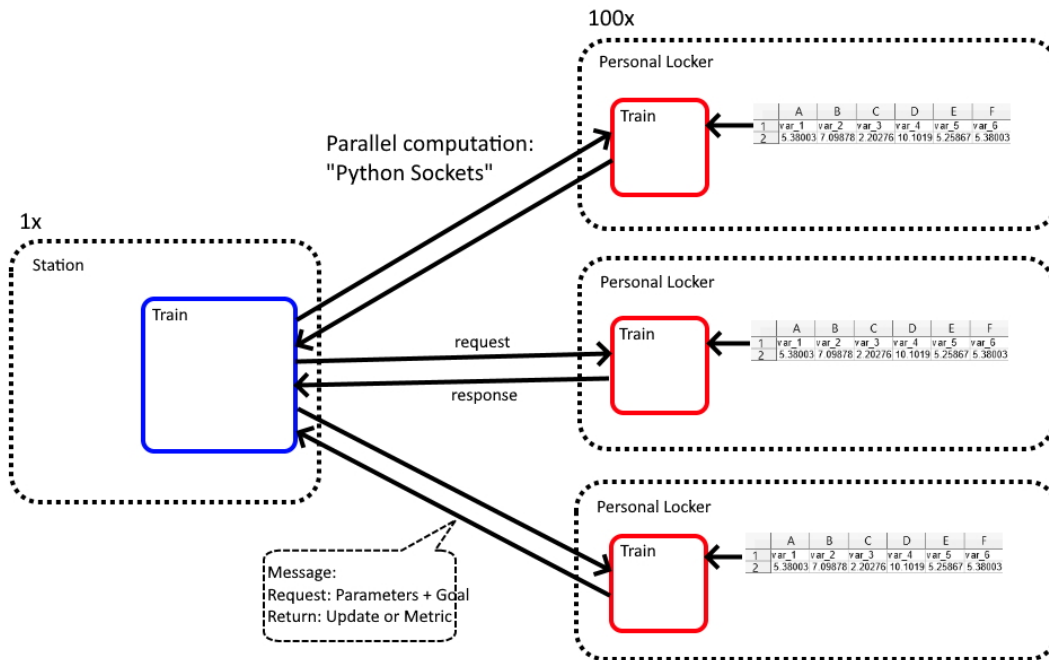 100x
Personal Locker
Train
A B C D E F
1 var_1 var_2 var_3 var_4 var_5 var_6
2 5.38003 7.09878 2.20276 10.1019 5.25867 5.38003
Parallel computation:
"Python Sockets"
1x
Station
Train
Personal Locker
Train
A B C D E F
1 var_1 var_2 var_3 var_4 var_5 var_6
2 5.38003 7.09878 2.20276 10.1019 5.25867 5.38003
request
response
Personal Locker
Train
A B C D E F
1 var_1 var_2 var_3 var_4 var_5 var_6
2 5.38003 7.09878 2.20276 10.1019 5.25867 5.38003
Message:
Request: Parameters + Goal
Return: Update or Metric